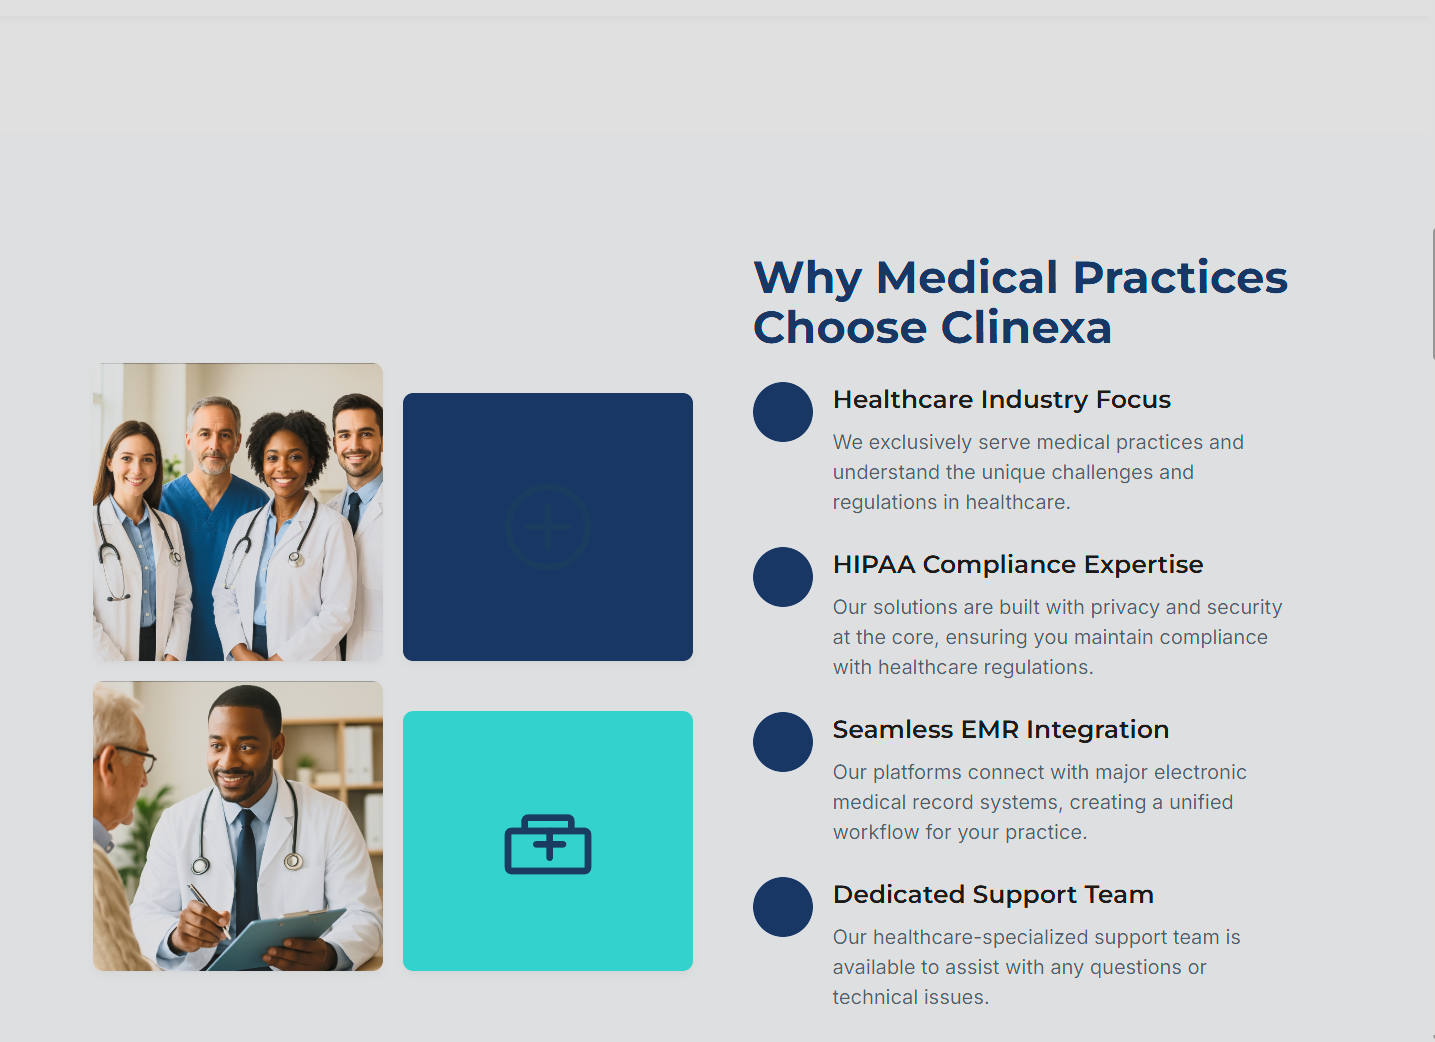 Why Medical Practices
Choose Clinexa
Healthcare Industry Focus
We exclusively serve medical practices and
understand the unique challenges and
regulations in healthcare.
HIPAA Compliance Expertise
Our solutions are built with privacy and security
at the core, ensuring you maintain compliance
with healthcare regulations.
Seamless EMR Integration
Our platforms connect with major electronic
medical record systems, creating a unified
workflow for your practice.
Dedicated Support Team
Our healthcare-specialized support team is
available to assist with any questions or
technical issues.